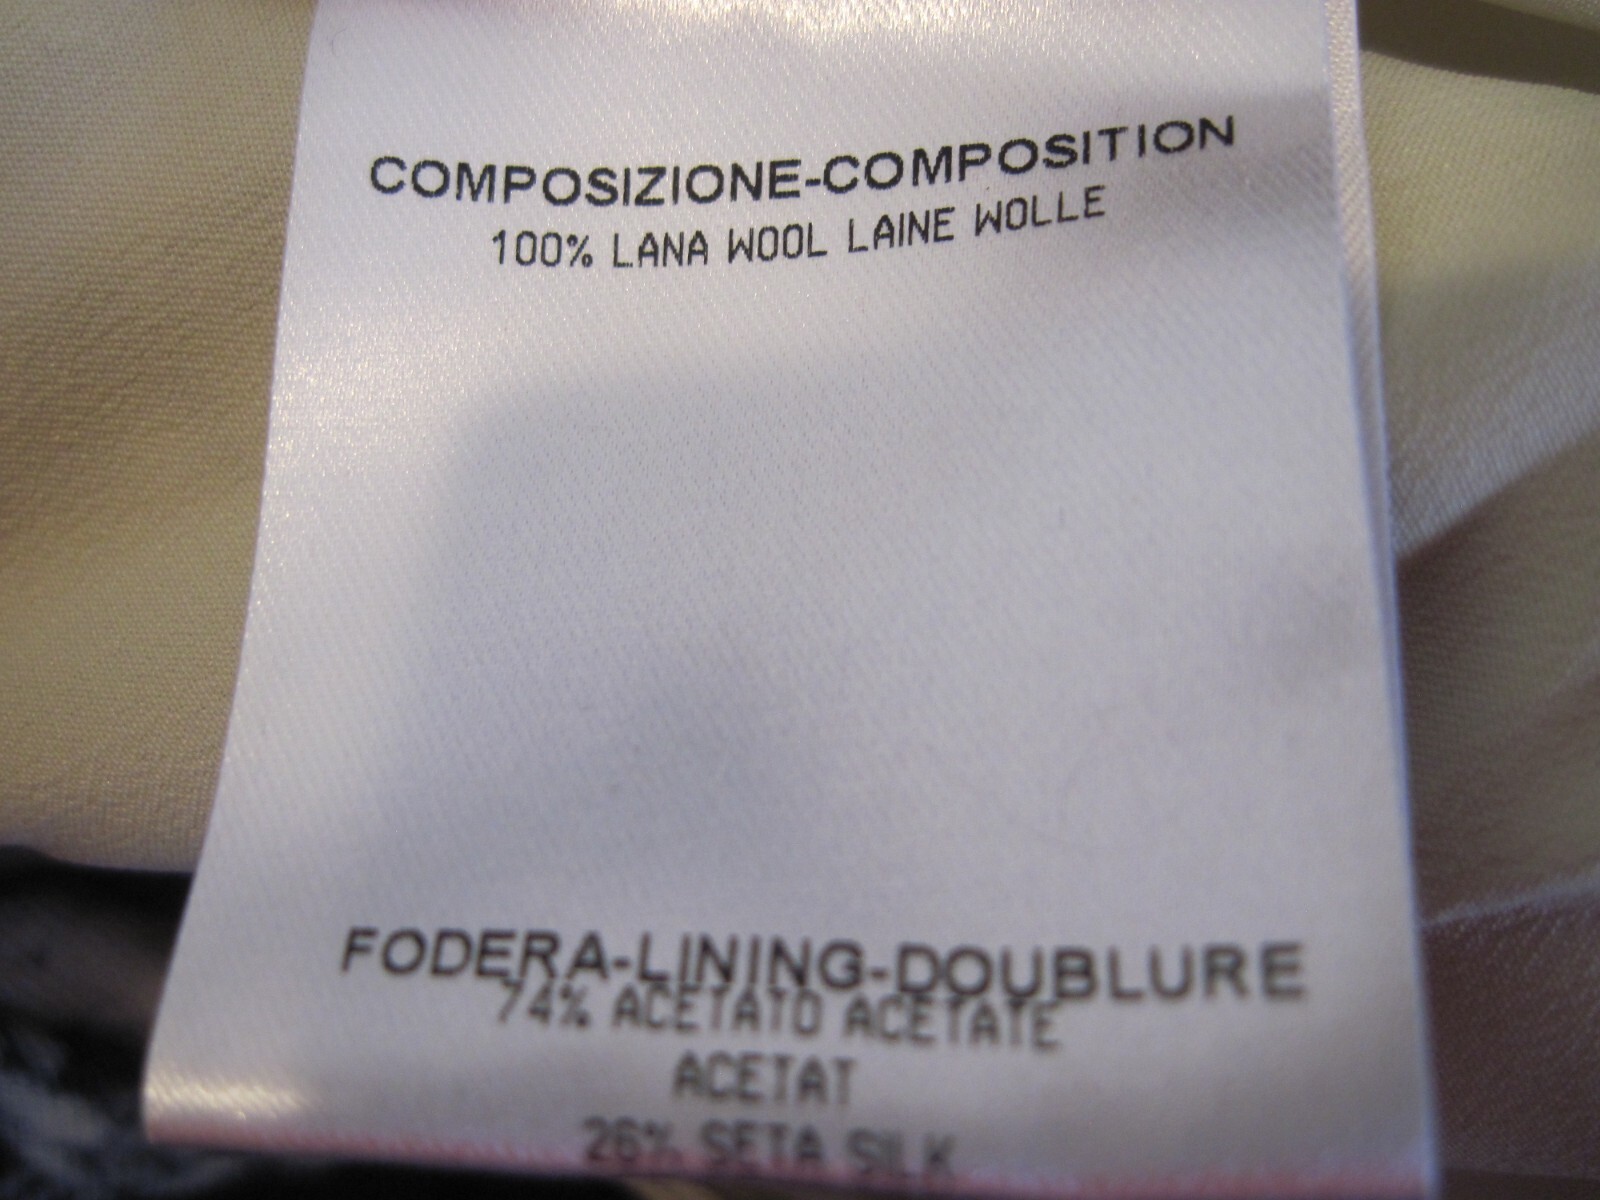 COMPOSIZIONE-COMPOSITION
100% LANA WOOL LAINE WOLLE
FODERA-LINING-DOUBLURE
74% ACETATO ACETATE
ACETAT
26% SETA SILK